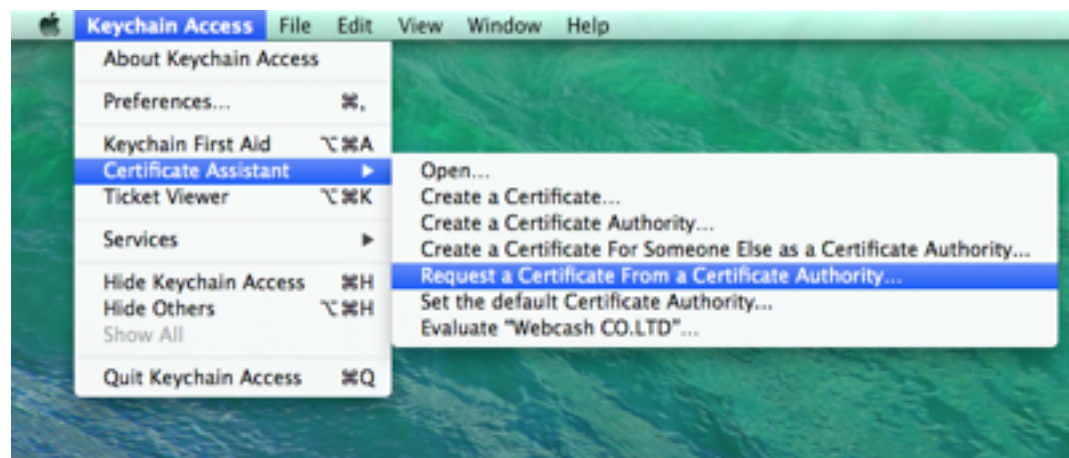 Keychain Access File Edit View Window Help
About Keychain Access
Preferences... ⌘,
Keychain First Aid ⌥⌘A
Certificate Assistant ▶
Ticket Viewer ⌥⌘K
Services ▶
Hide Keychain Access ⌘H
Hide Others ⌥⌘H
Show All
Quit Keychain Access ⌘Q
Open...
Create a Certificate...
Create a Certificate Authority...
Create a Certificate For Someone Else as a Certificate Authority...
Request a Certificate From a Certificate Authority...
Set the default Certificate Authority...
Evaluate "Webcash CO.LTD"...